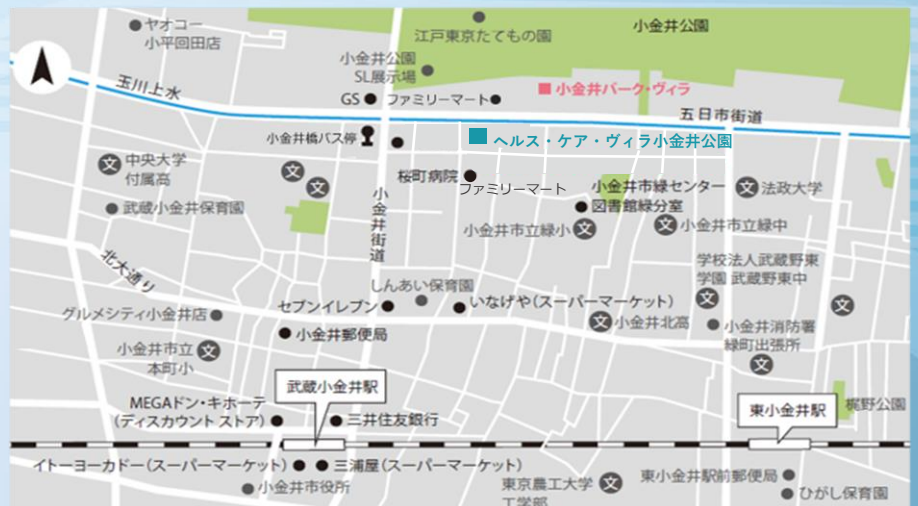 ヤオコー
小平回田店
江戸東京たてもの園
小金井公園
小金井公園
SL展示場
玉川上水
GS
ファミリーマート
小金井パーク・ヴィラ
五日市街道
小金井橋バス停
ヘルス・ケア・ヴィラ小金井公園
文 中央大学
付属高
文
文
桜町病院
ファミリーマート
小金井市緑センター
図書館緑分室
文 法政大学
武蔵小金井保育園
小金井街道
小金井市立緑小 文
文 小金井市立緑中
北大通り
学校法人武蔵野東
学園 武蔵野東中
文
文
しんあい保育園
セブンイレブン
いなげや(スーパーマーケット)
グルメシティ小金井店
小金井郵便局
文 小金井北高
小金井消防署
緑町出張所
文
小金井市立
本町小
文
武蔵小金井駅
東小金井駅
梶野公園
MEGAドン・キホーテ
(ディスカウント ストア)
三井住友銀行
イトーヨーカドー(スーパーマーケット)
三浦屋(スーパーマーケット)
小金井市役所
東京農工大学
工学部
文
東小金井駅前郵便局
ひがし保育園